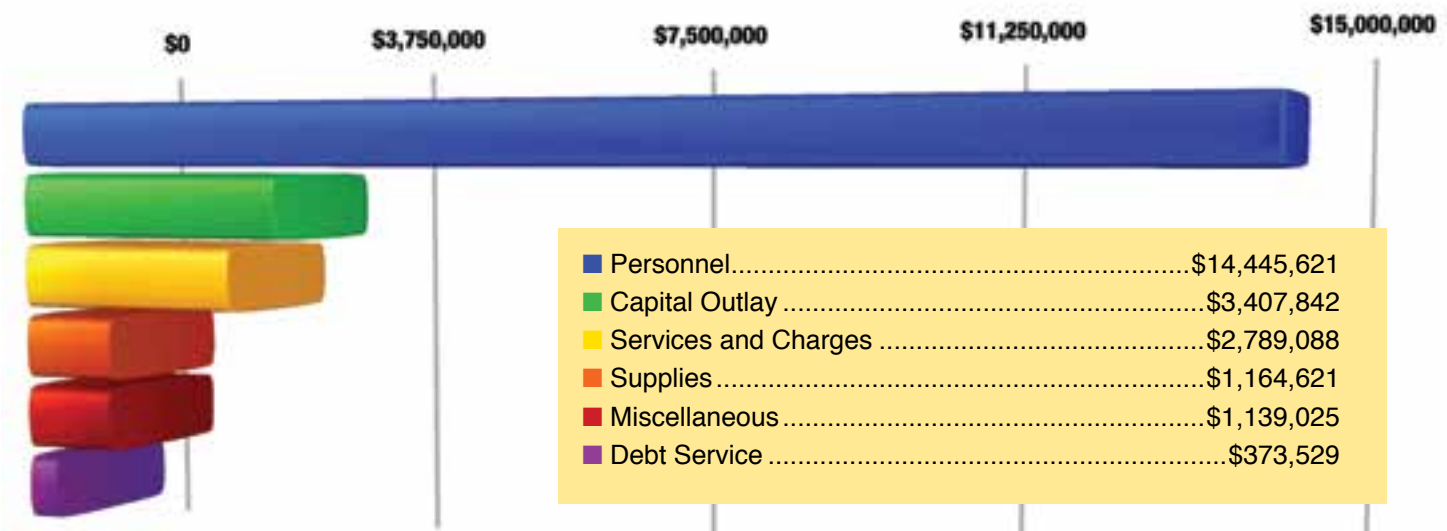 $0 $3,750,000 $7,500,000 $11,250,000 $15,000,000
Personnel..........................................................$14,445,621
Capital Outlay .....................................................$3,407,842
Services and Charges .........................................$2,789,088
Supplies.............................................................$1,164,621
Miscellaneous.....................................................$1,139,025
Debt Service .........................................................$373,529